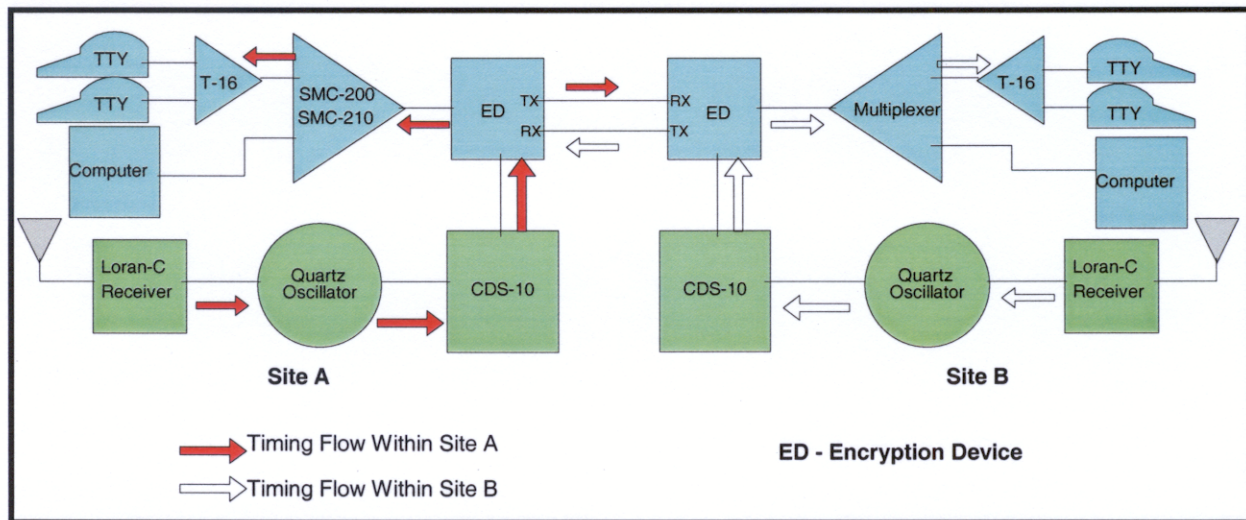 TTY
TTY
T-16
SMC-200
SMC-210
Computer
ED
TX
RX
RX
TX
ED
Multiplexer
T-16
TTY
TTY
Computer
Loran-C
Receiver
Quartz
Oscillator
CDS-10
CDS-10
Quartz
Oscillator
Loran-C
Receiver
Site A
Site B
Timing Flow Within Site A
Timing Flow Within Site B
ED - Encryption Device